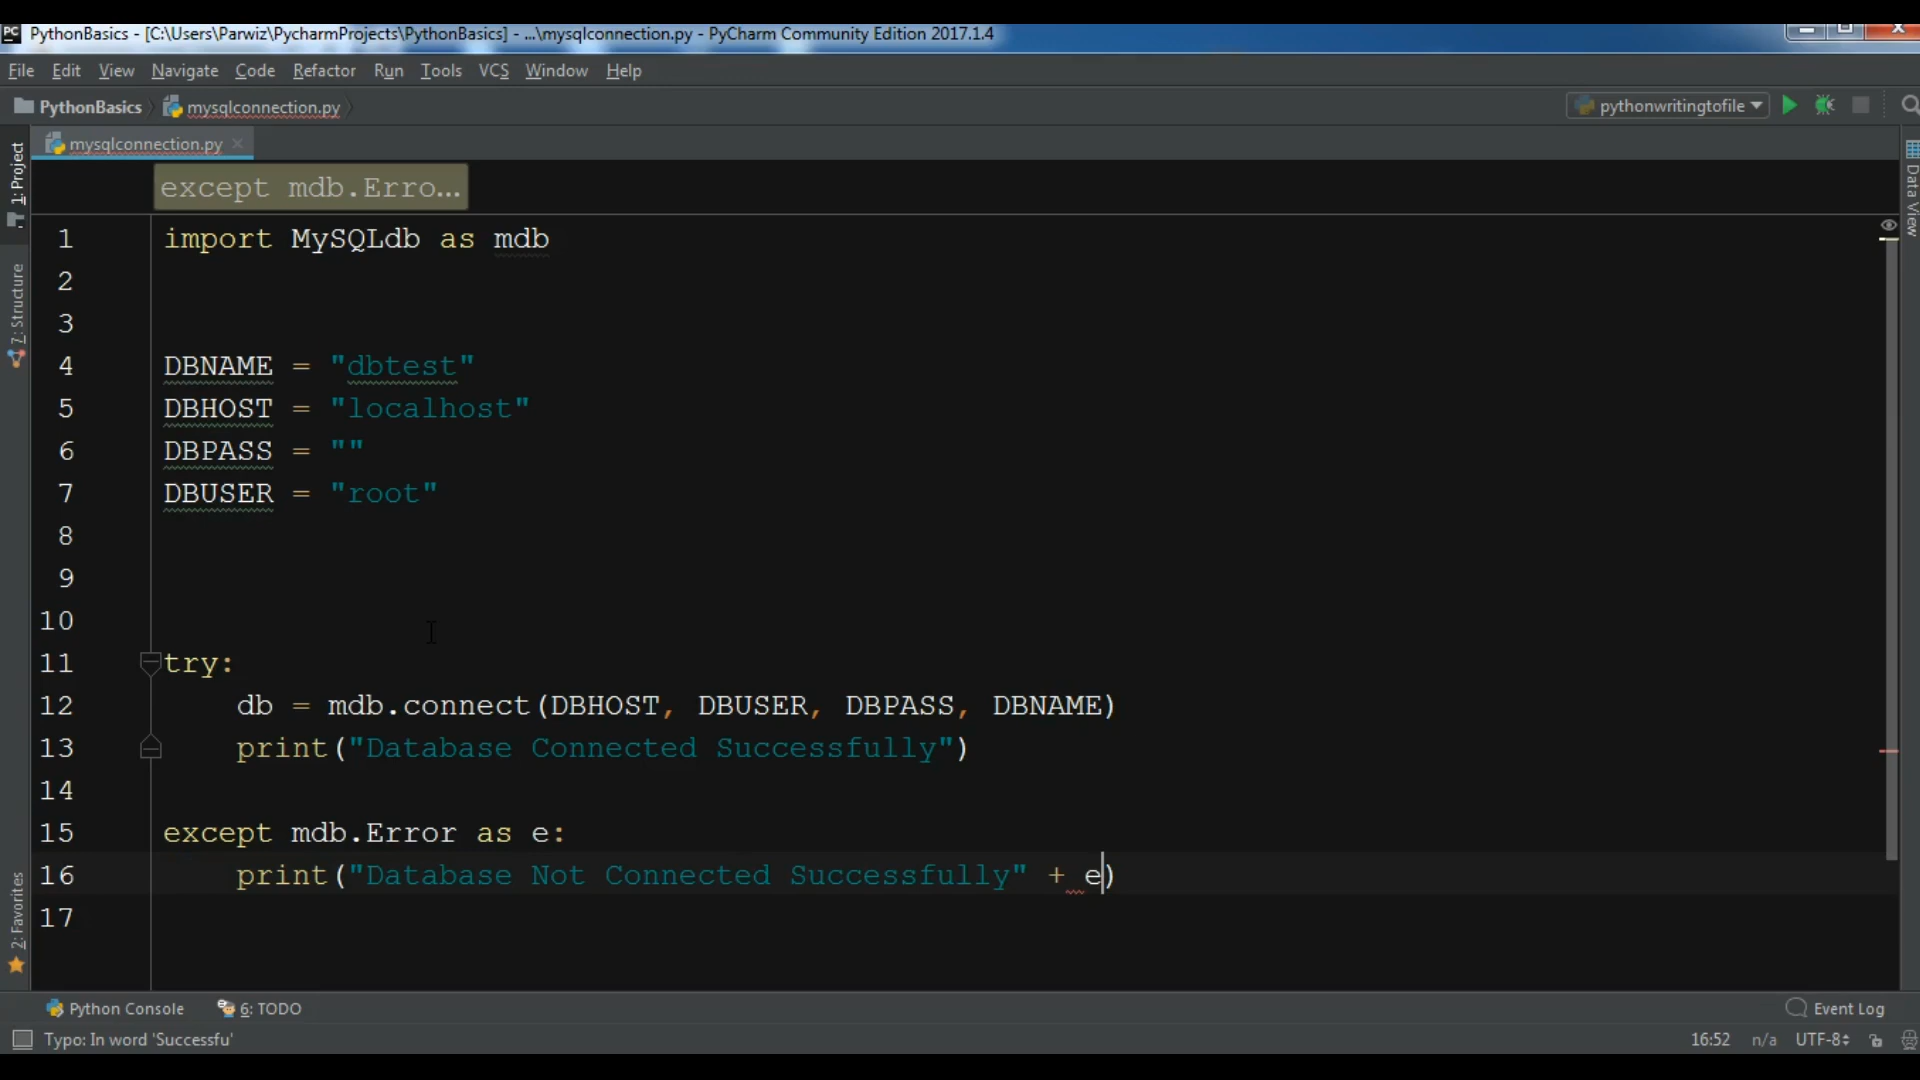 PythonBasics - [C:\Users\Parwiz\PycharmProjects\PythonBasics] - ...\mysqlconnection.py - PyCharm Community Edition 2017.1.4
File Edit View Navigate Code Refactor Run Tools VCS Window Help
PythonBasics mysqlconnection.py pythonwritingtofile
mysqlconnection.py
1: Project
7: Structure
2: Favorites
Data View
except mdb.Erro...
1 import MySQLdb as mdb
2
3
4 DBNAME = "dbtest"
5 DBHOST = "localhost"
6 DBPASS = ""
7 DBUSER = "root"
8
9
10
11 try:
12 db = mdb.connect(DBHOST, DBUSER, DBPASS, DBNAME)
13 print("Database Connected Successfully")
14
15 except mdb.Error as e:
16 print("Database Not Connected Successfully" + e)
17
Python Console 6: TODO Event Log
Typo: In word 'Successfu' 16:52 n/a UTF-8